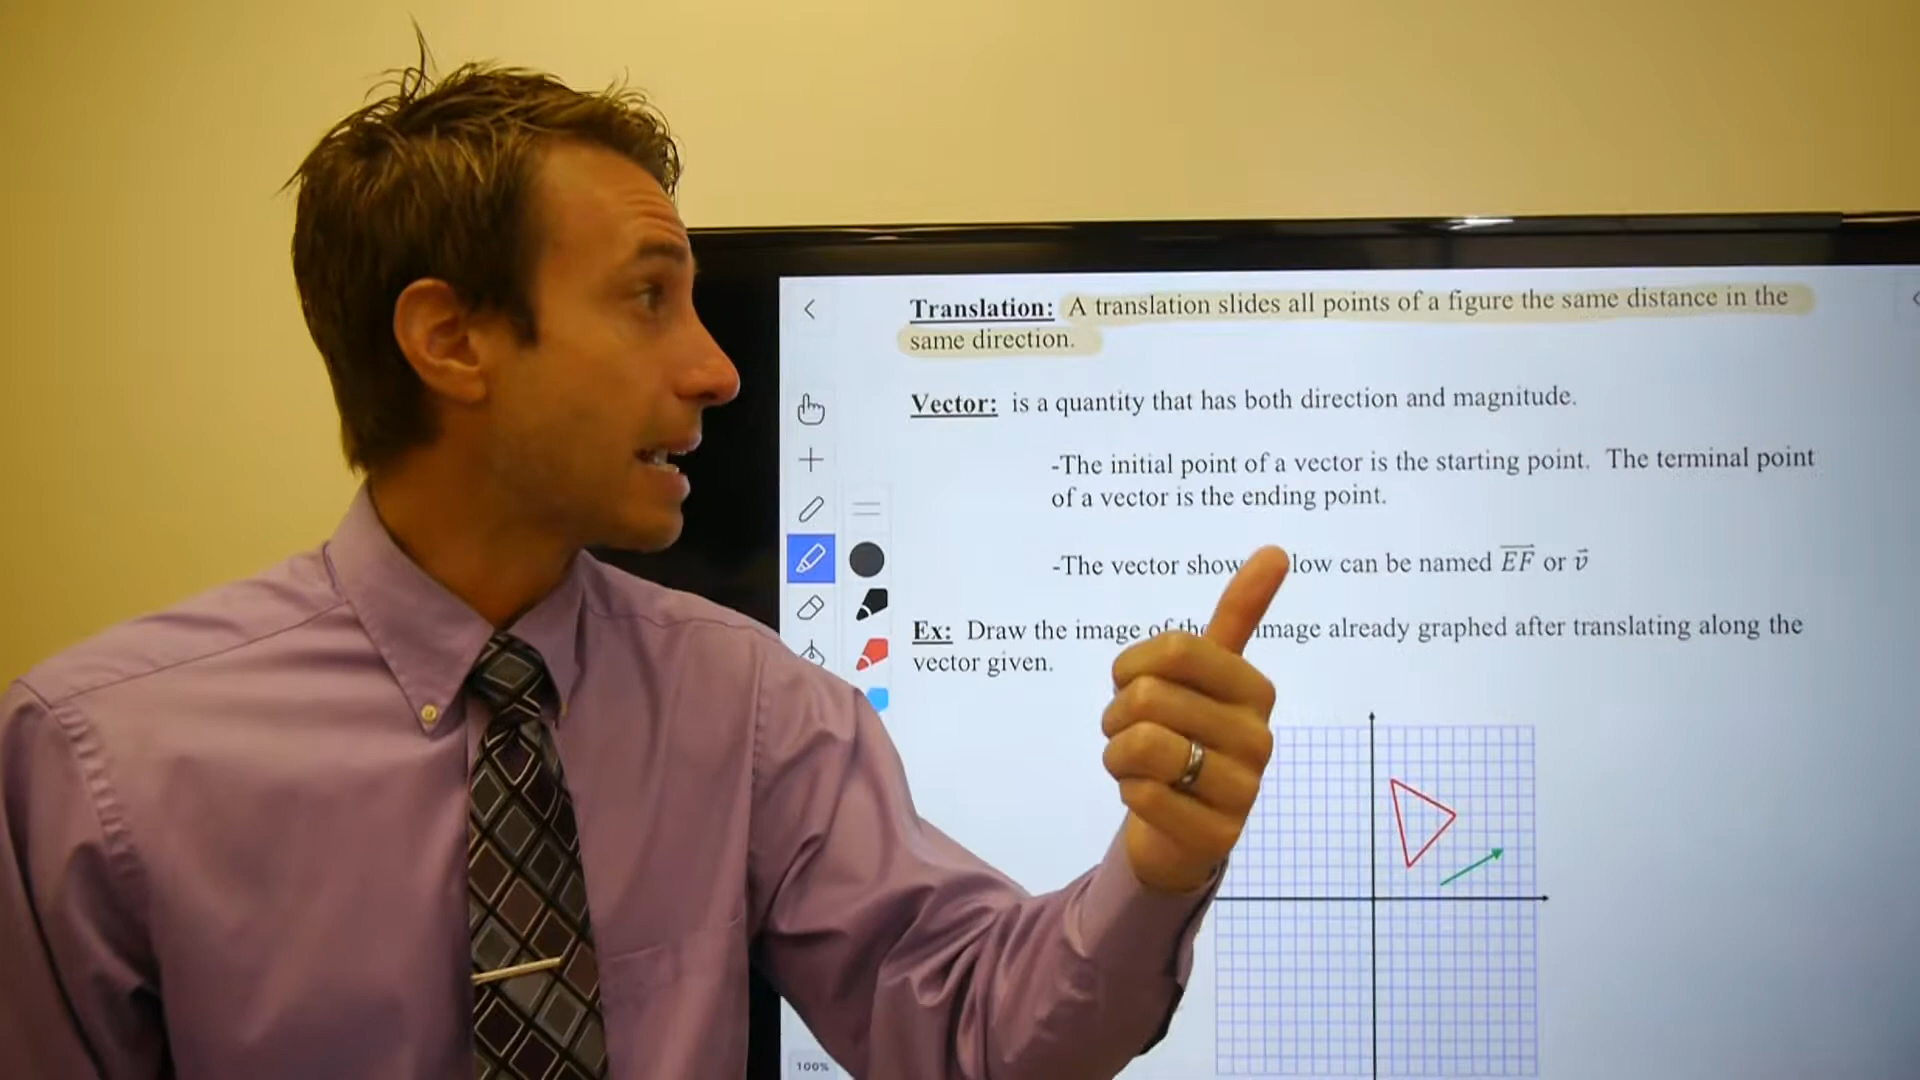 Translation: A translation slides all points of a figure the same distance in the
same direction.
Vector: is a quantity that has both direction and magnitude.
-The initial point of a vector is the starting point. The terminal point
of a vector is the ending point.
-The vector show low can be named EF or v
Ex: Draw the image of the image already graphed after translating along the
vector given.
100%